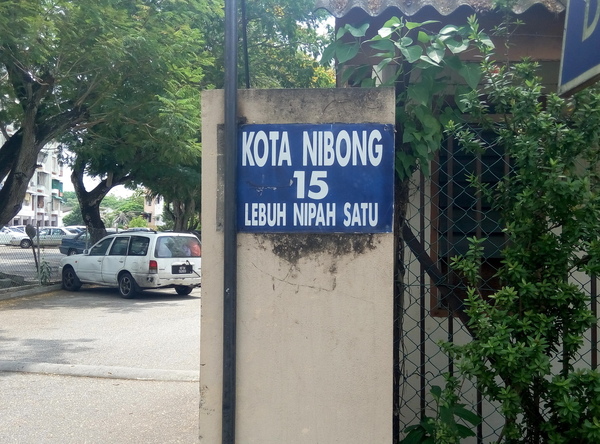 KOTA NIBONG
15
LEBUH NIPAH SATU